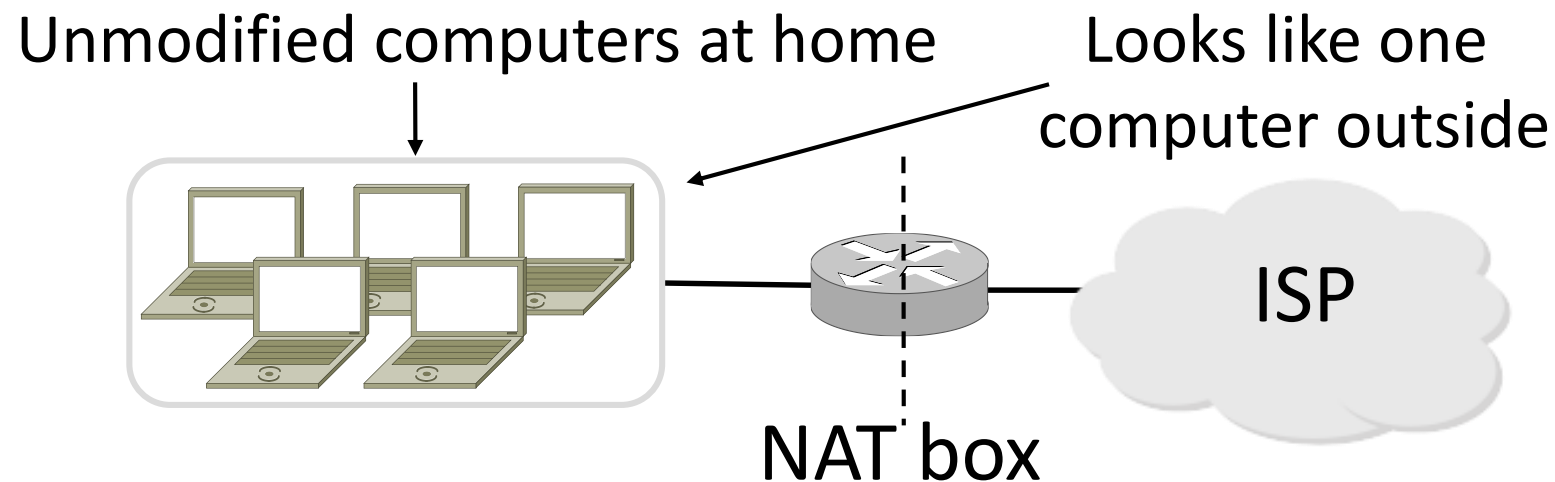 Unmodified computers at home
Looks like one
computer outside
ISP
NAT box